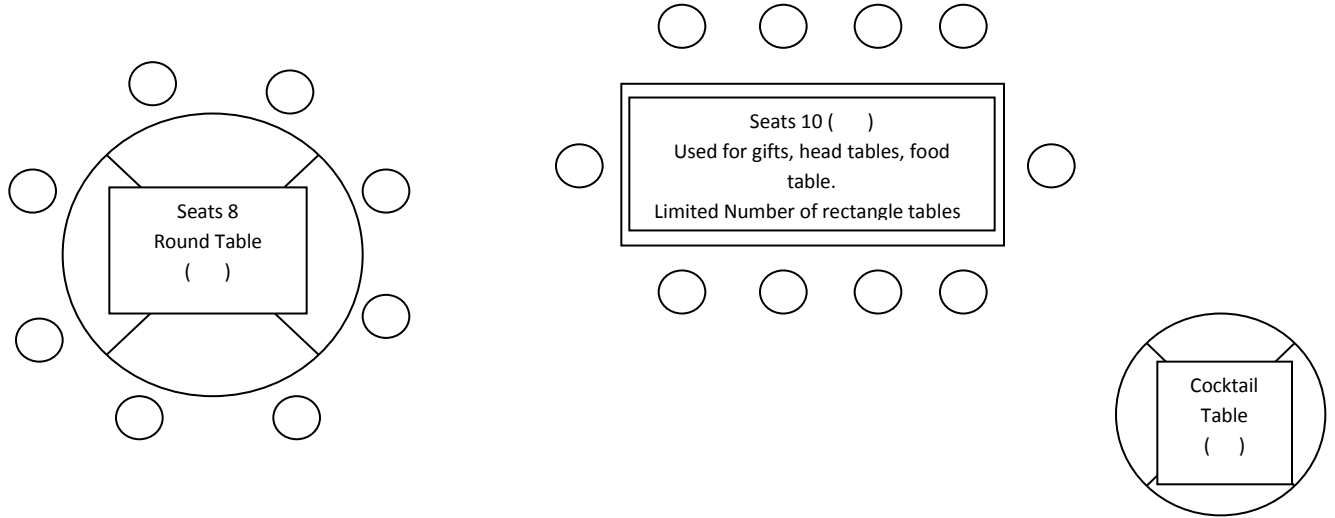 Seats 8
Round Table
(    )
Seats 10 (    )
Used for gifts, head tables, food
table.
Limited Number of rectangle tables
Cocktail
Table
(    )